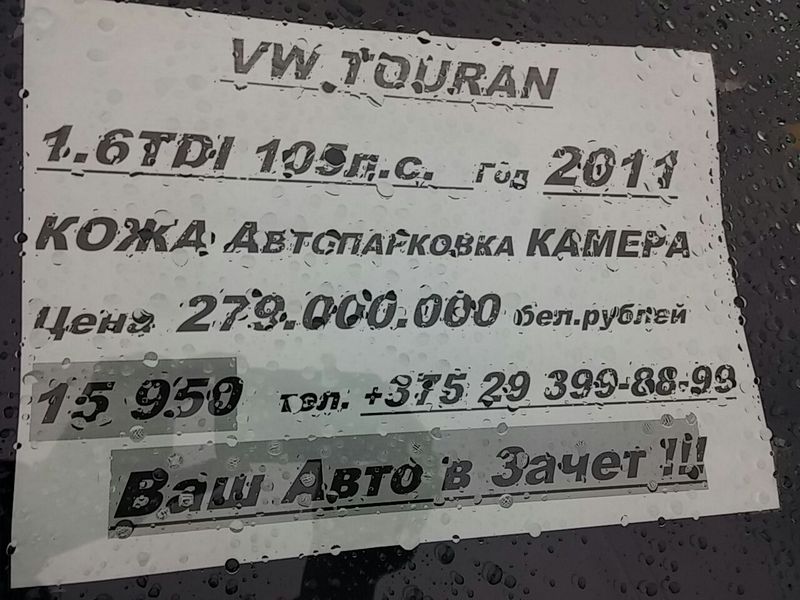 VW TOURAN
1.6TDI 105л.с. Год 2011
КОЖА АВТОПАРКОВКА КАМЕРА
Цена 279.000.000 бел.рублей
15 950 тел. +375 29 399-88-99
Ваш Авто в Зачет !!!